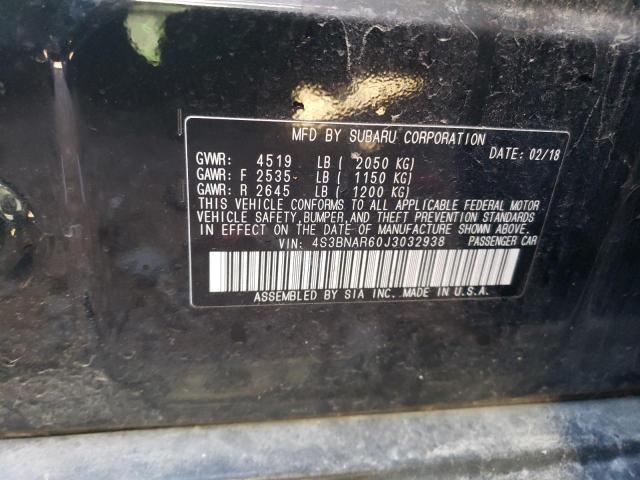 MFD BY SUBARU CORPORATION
DATE: 02/18
GVWR: 4519 LB ( 2050 KG)
GAWR: F 2535 LB ( 1150 KG)
GAWR: R 2645 LB ( 1200 KG)
THIS VEHICLE CONFORMS TO ALL APPLICABLE FEDERAL MOTOR
VEHICLE SAFETY, BUMPER, AND THEFT PREVENTION STANDARDS
IN EFFECT ON THE DATE OF MANUFACTURE SHOWN ABOVE.
VIN: 4S3BNAR60J3032938 PASSENGER CAR
ASSEMBLED BY SIA INC. MADE IN U.S.A.